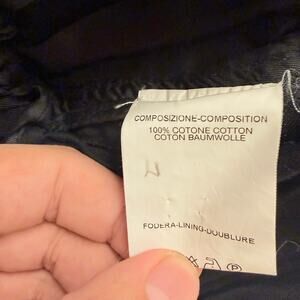 COMPOSIZIONE-COMPOSITION
100% COTONE COTTON
COTON BAUMWOLLE
FODERA-LINING-DOUBLURE